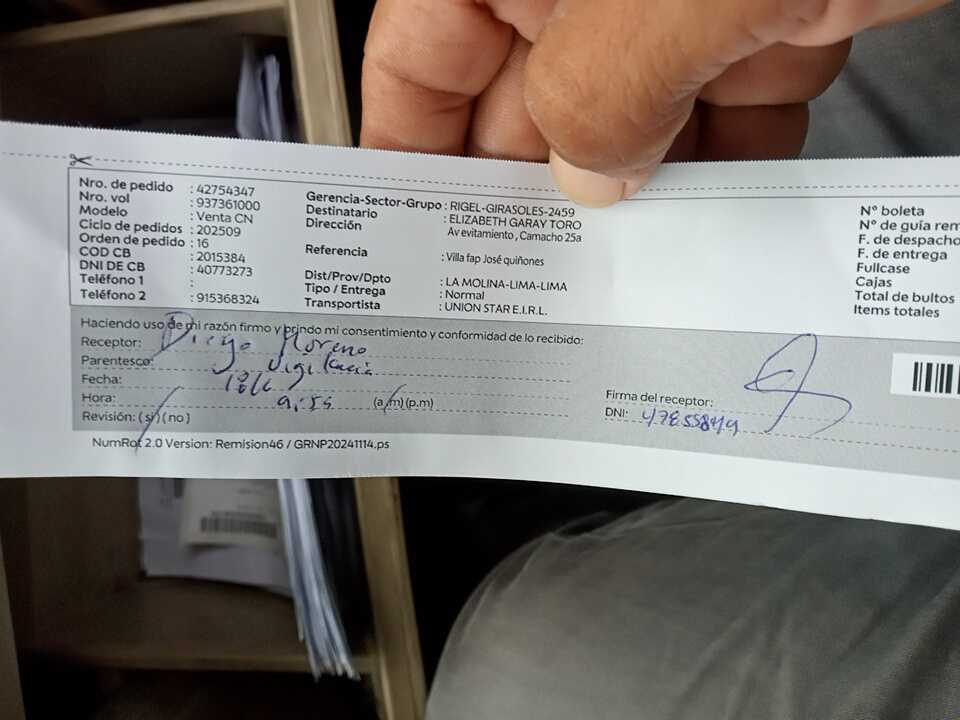 Nro. de pedido : 42754347
Nro. vol : 937361000
Modelo : Venta CN
Ciclo de pedidos : 202509
Orden de pedido : 16
COD CB : 2015384
DNI DE CB : 40773273
Teléfono 1 :
Teléfono 2 : 915368324
Gerencia-Sector-Grupo : RIGEL-GIRASOLES-2459
Destinatario : ELIZABETH GARAY TORO
Dirección Av evitamiento , Camacho 25a
Referencia : Villa fap José quiñones
Dist/Prov/Dpto : LA MOLINA-LIMA-LIMA
Tipo / Entrega : Normal
Transportista : UNION STAR E.I.R.L.
N° boleta
N° de guía rem
F. de despacho
F. de entrega
Fullcase
Cajas
Total de bultos
Items totales
Haciendo uso de mi razón firmo y brindo mi consentimiento y conformidad de lo recibido:
Receptor: Diego Moreno
Parentesco: Vigilancia
Fecha:
Hora: (a.m) (p.m)
Revisión: (si) (no)
Firma del receptor:
DNI:
NumRot 2.0 Version: Remision46 / GRNP20241114.ps